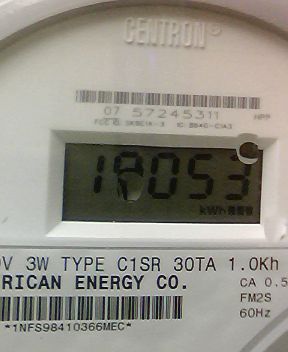 CENTRON®
07 57245311
HPP
18053
kWh
V 3W TYPE C1SR 30TA 1.0Kh
RICAN ENERGY CO.
CA 0.5
FM2S
60Hz
*1NFS98410366MEC*